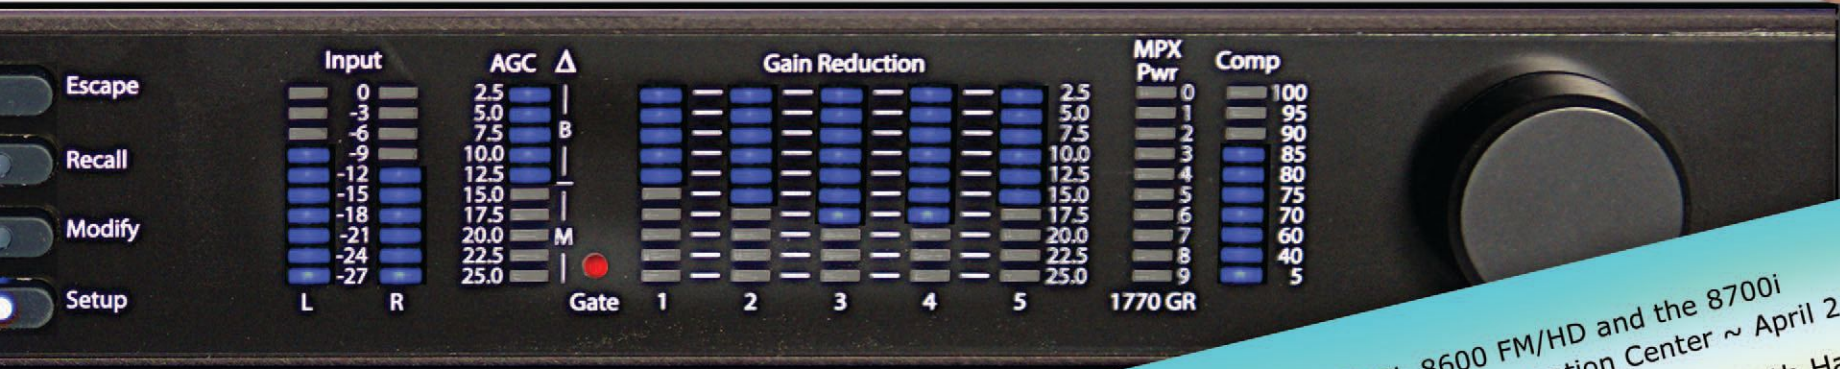 Escape
Recall
Modify
Setup
Input
0
-3
-6
-9
-12
-15
-18
-21
-24
-27
L R
AGC Δ
2.5
5.0
7.5
10.0
12.5
15.0
17.5
20.0
22.5
25.0
B
M
Gate
Gain Reduction
2.5
5.0
7.5
10.0
12.5
15.0
17.5
20.0
22.5
25.0
1 2 3 4 5
MPX
Pwr
0
1
2
3
4
5
6
7
8
9
1770 GR
Comp
100
95
90
85
80
75
70
60
40
5
8600 FM/HD and the 8700i
Center ~ April